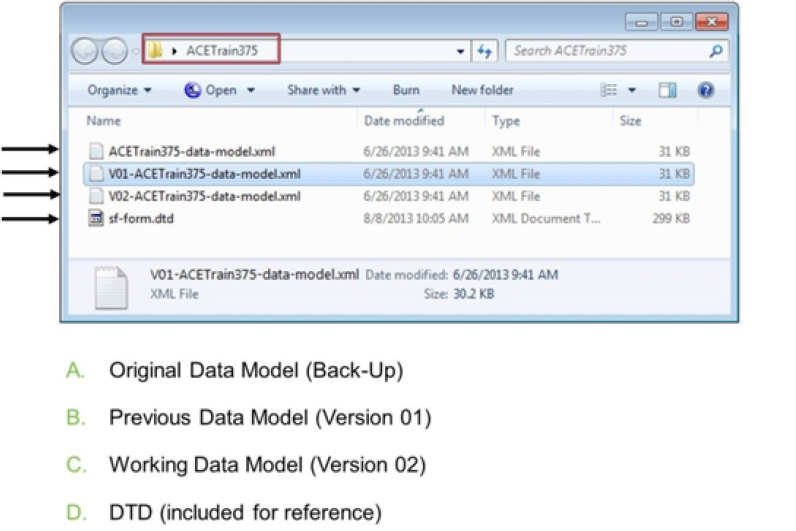 ACETrain375
Search ACETrain375
Organize Open Share with Burn New folder
Name Date modified Type Size
ACETrain375-data-model.xml 6/26/2013 9:41 AM XML File 31 KB
V01-ACETrain375-data-model.xml 6/26/2013 9:41 AM XML File 31 KB
V02-ACETrain375-data-model.xml 6/26/2013 9:41 AM XML File 31 KB
sf-form.dtd 8/8/2013 10:05 AM XML Document T... 299 KB
V01-ACETrain375-data-model.xml Date modified: 6/26/2013 9:41 AM
XML File Size: 30.2 KB
A. Original Data Model (Back-Up)
B. Previous Data Model (Version 01)
C. Working Data Model (Version 02)
D. DTD (included for reference)